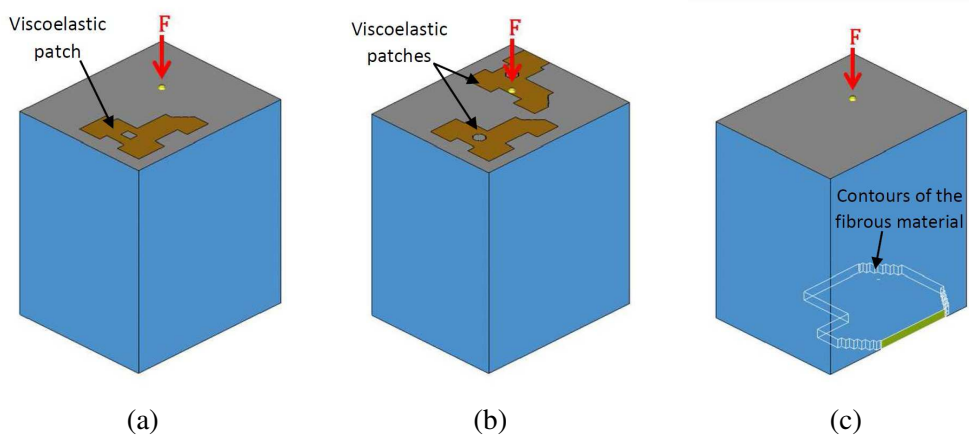 Viscoelastic
patch
F
Viscoelastic
patches
F
F
Contours of the
fibrous material
(a)
(b)
(c)